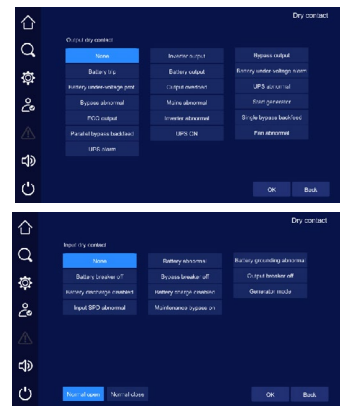 Dry contact
Output dry contact
None
Inverter output
Bypass output
Battery trip
Battery output
Battery under-voltage alarm
Battery under-voltage prot
Output overload
UPS abnormal
Bypass abnormal
Mains abnormal
Start generator
ECO output
Inverter abnormal
Single bypass backfeed
Parallel bypass backfeed
UPS ON
Fan abnormal
UPS alarm
OK
Back
Dry contact
Input dry contact
None
Battery abnormal
Battery grounding abnormal
Battery breaker off
Bypass breaker off
Output breaker off
Battery discharge disabled
Battery charge disabled
Generator mode
Input SPD abnormal
Maintenance bypass on
Normal open
Normal close
OK
Back